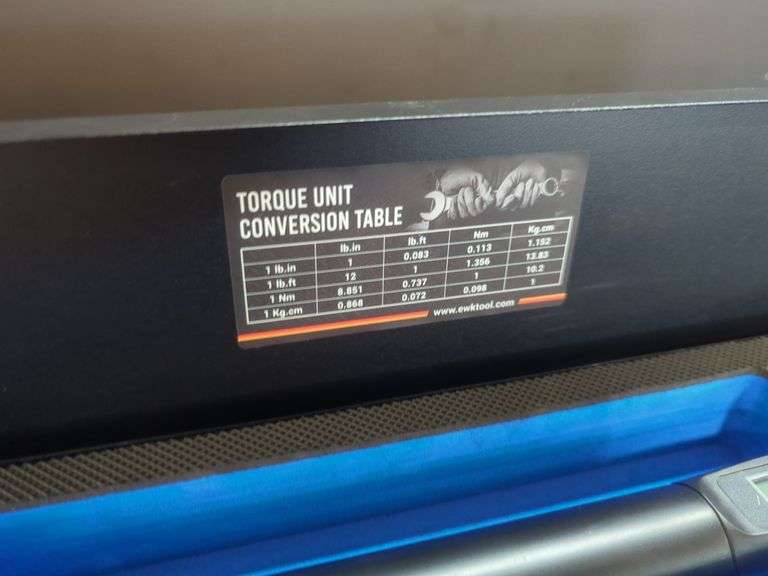 TORQUE UNIT
CONVERSION TABLE
lb.in lb.ft Nm Kg.cm
1 lb.in 1 0.083 0.113 1.152
1 lb.ft 12 1 1.356 13.83
1 Nm 8.851 0.737 1 10.2
1 Kg.cm 0.868 0.072 0.098 1
www.ewktool.com